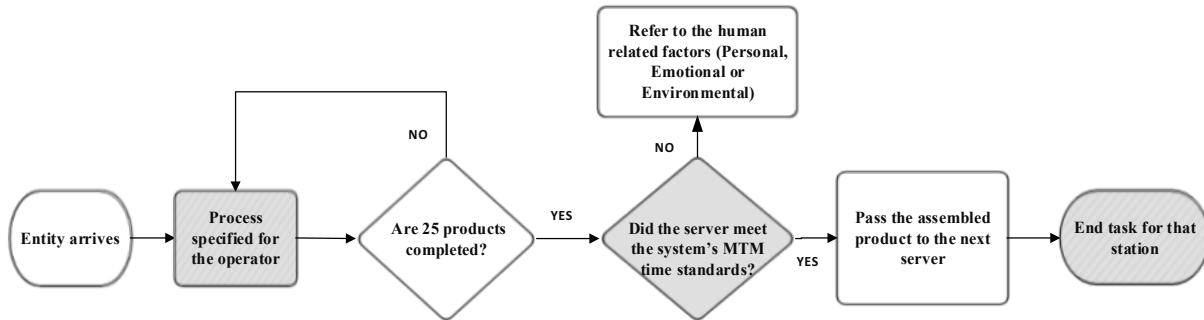 Refer to the human
related factors (Personal,
Emotional or
Environmental)
NO
NO
Entity arrives
Process
specified for
the operator
Are 25 products
completed?
YES
Did the server meet
the system's MTM
time standards?
YES
Pass the assembled
product to the next
server
End task for that
station